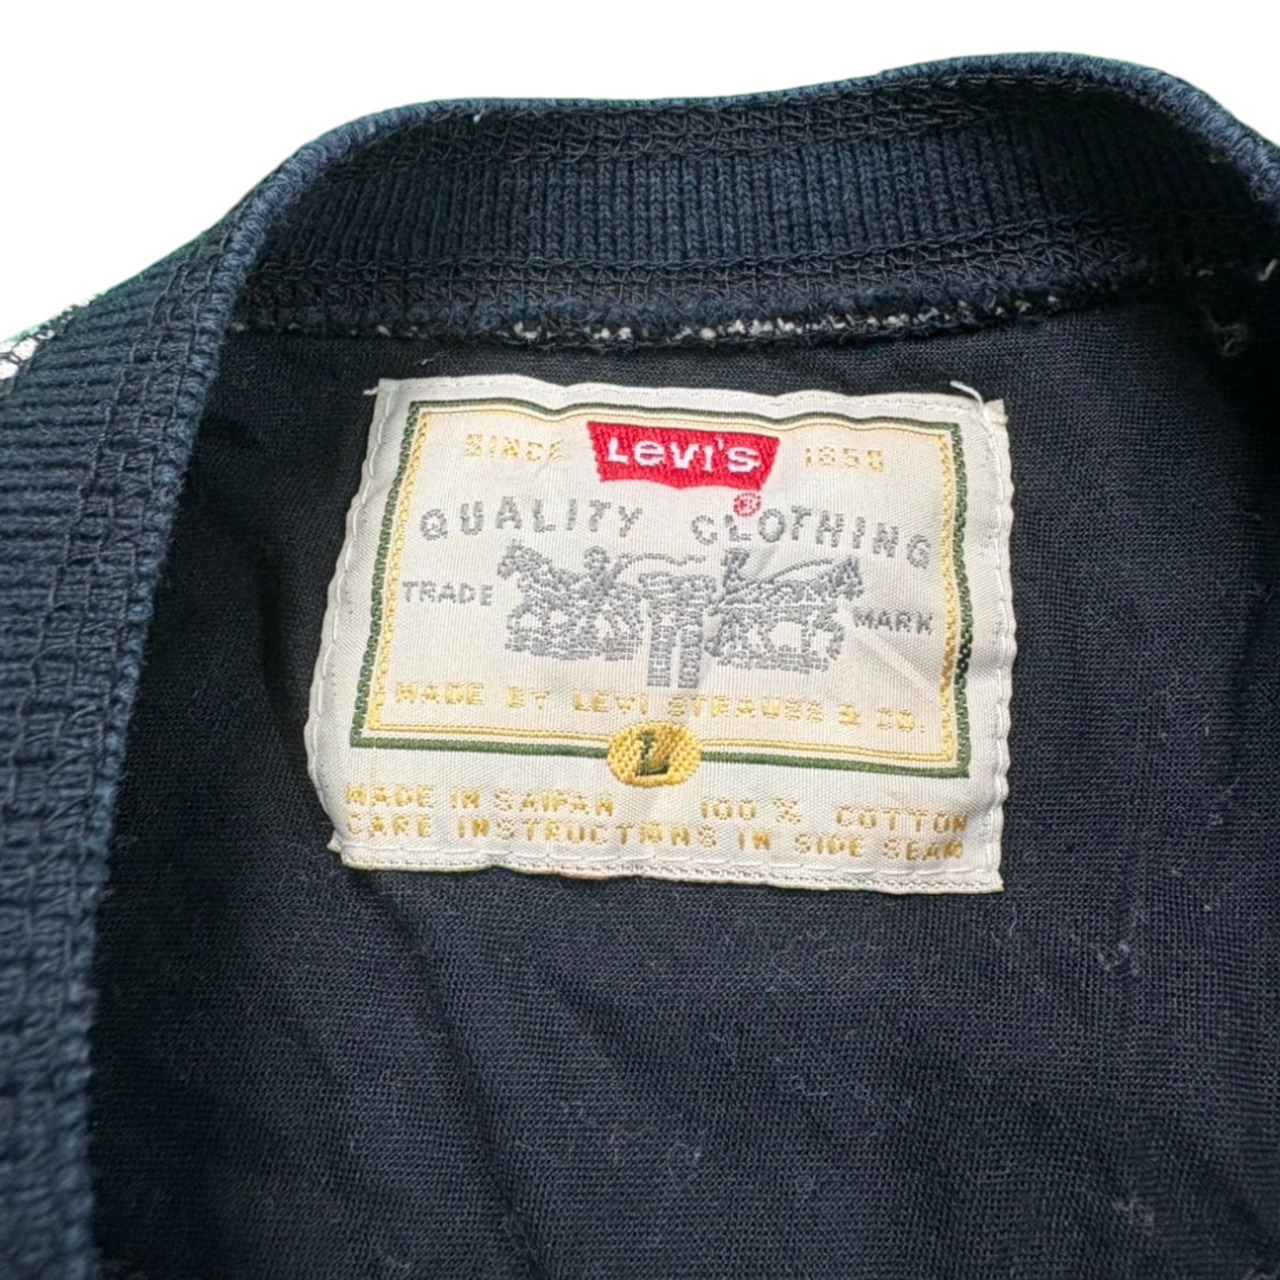 SINCE LEVI'S 1850
®
QUALITY CLOTHING
TRADE MARK
MADE BY LEVI STRAUSS & CO.
L
MADE IN SAIPAN 100 % COTTON
CARE INSTRUCTIONS IN SIDE SEAM